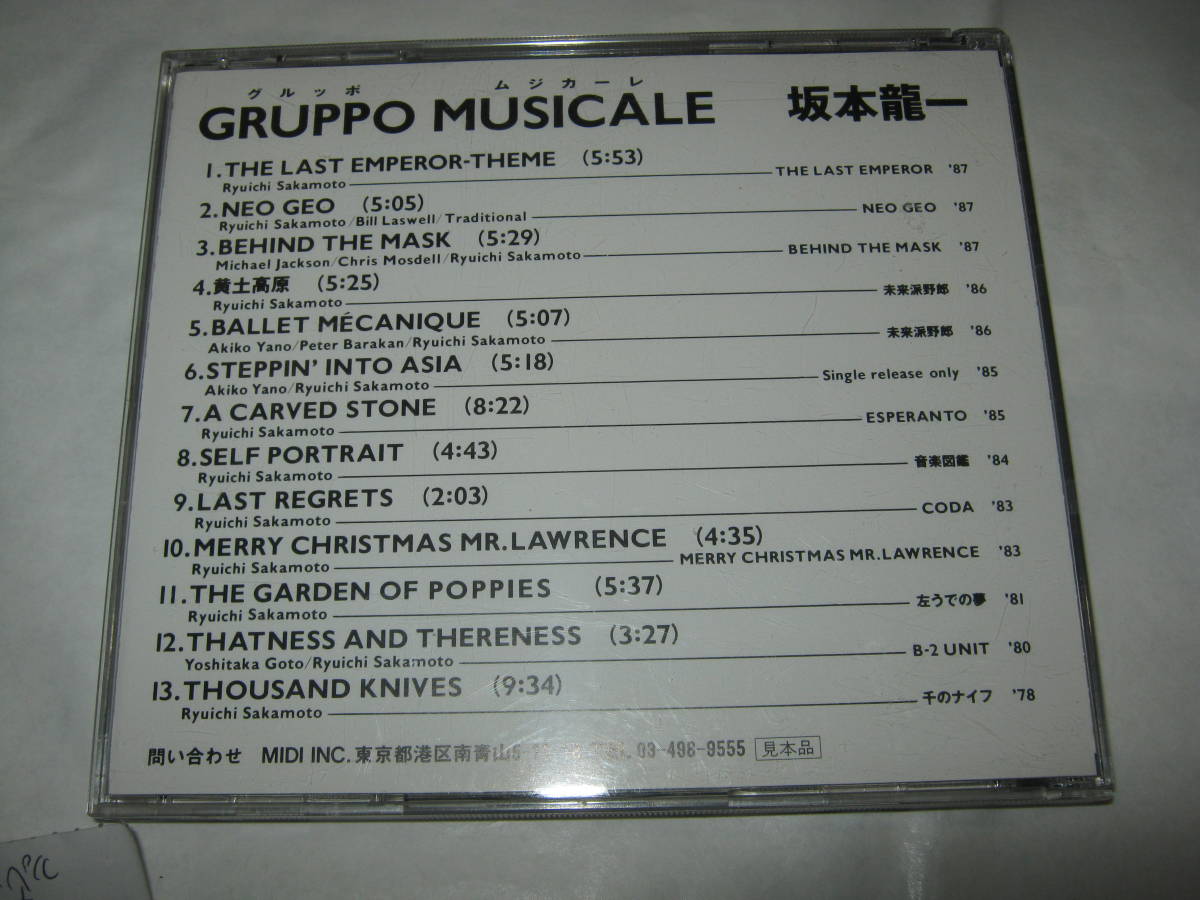 グルッポ ムジカーレ
GRUPPO MUSICALE 坂本龍一
1.THE LAST EMPEROR-THEME (5:53)
Ryuichi Sakamoto THE LAST EMPEROR '87
2.NEO GEO (5:05)
Ryuichi Sakamoto/Bill Laswell/Traditional NEO GEO '87
3.BEHIND THE MASK (5:29)
Michael Jackson/Chris Mosdell/Ryuichi Sakamoto BEHIND THE MASK '87
4.黄土高原 (5:25)
Ryuichi Sakamoto 未来派野郎 '86
5.BALLET MÉCANIQUE (5:07)
Akiko Yano/Peter Barakan/Ryuichi Sakamoto 未来派野郎 '86
6.STEPPIN' INTO ASIA (5:18)
Akiko Yano/Ryuichi Sakamoto Single release only '85
7.A CARVED STONE (8:22)
Ryuichi Sakamoto ESPERANTO '85
8.SELF PORTRAIT (4:43)
Ryuichi Sakamoto 音楽図鑑 '84
9.LAST REGRETS (2:03)
Ryuichi Sakamoto CODA '83
10.MERRY CHRISTMAS MR.LAWRENCE (4:35)
Ryuichi Sakamoto MERRY CHRISTMAS MR.LAWRENCE '83
11.THE GARDEN OF POPPIES (5:37)
Ryuichi Sakamoto 左うでの夢 '81
12.THATNESS AND THERENESS (3:27)
Yoshitaka Goto/Ryuichi Sakamoto B-2 UNIT '80
13.THOUSAND KNIVES (9:34)
Ryuichi Sakamoto 千のナイフ '78
問い合わせ MIDI INC.東京都港区南青山5 TEL 03-498-9555 見本品